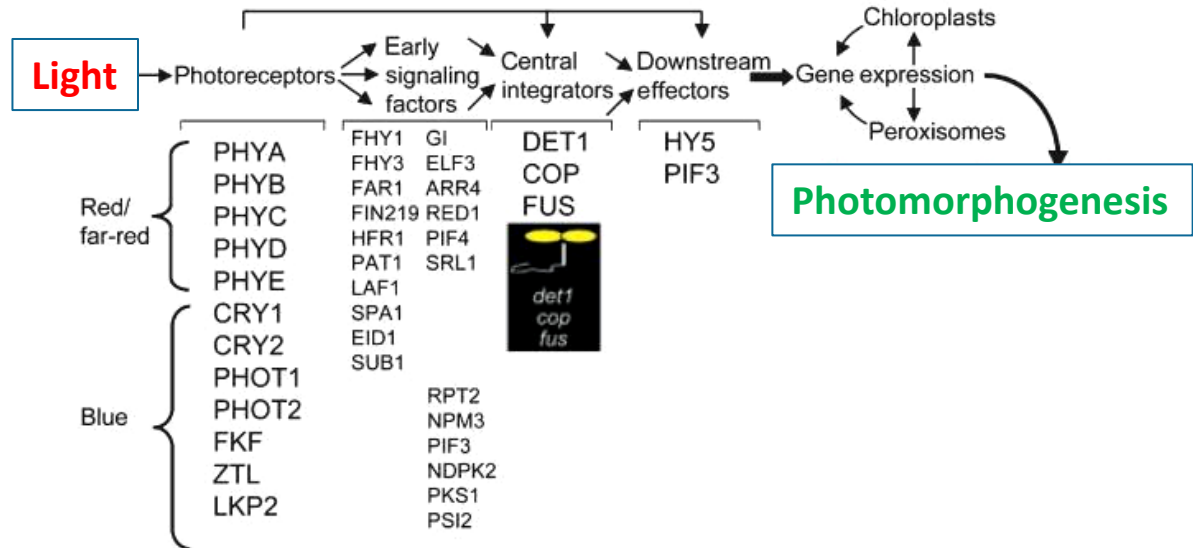 Light
Photoreceptors
Early
signaling
factors
Central
integrators
Downstream
effectors
Gene expression
Chloroplasts
Peroxisomes
Photomorphogenesis
Red/
far-red
PHYA
PHYB
PHYC
PHYD
PHYE
Blue
CRY1
CRY2
PHOT1
PHOT2
FKF
ZTL
LKP2
FHY1 GI
FHY3 ELF3
FAR1 ARR4
FIN219 RED1
HFR1 PIF4
PAT1 SRL1
LAF1
SPA1
EID1
SUB1
RPT2
NPM3
PIF3
NDPK2
PKS1
PSI2
DET1
COP
FUS
det1
cop
fus
HY5
PIF3